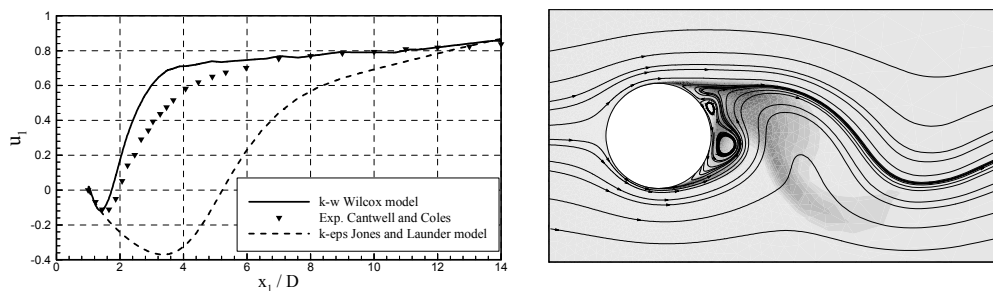 1
0.8
0.6
0.4
0.2
0
-0.2
-0.4
u1
0 2 4 6 8 10 12 14
x1 / D
k-w Wilcox model
Exp. Cantwell and Coles
k-eps Jones and Launder model